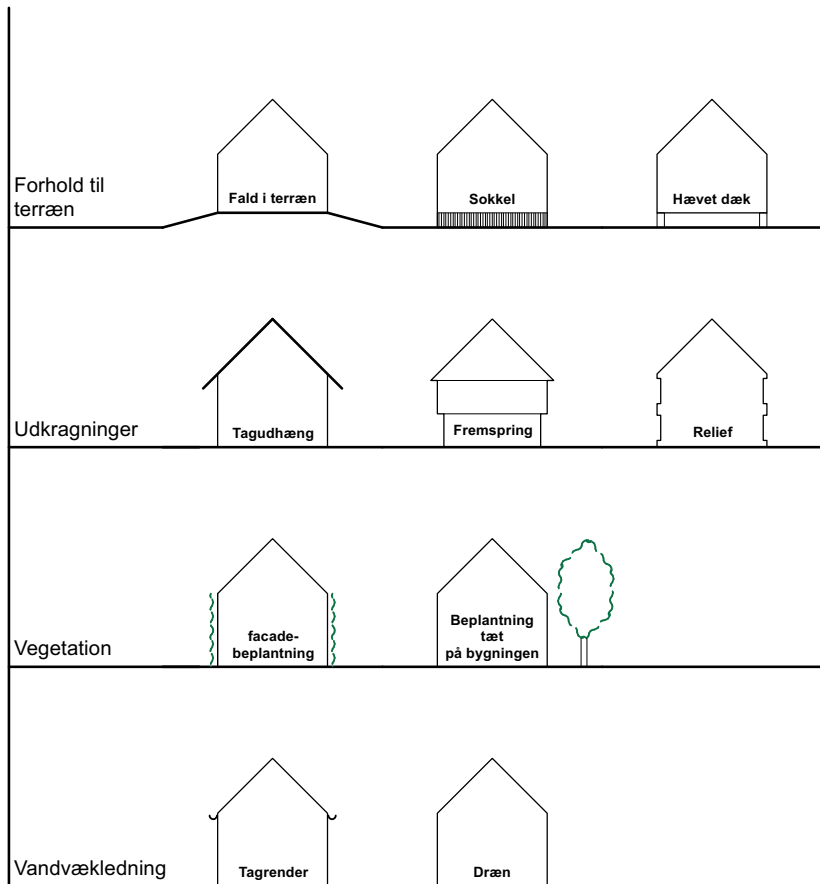 Forhold til
terræn
Fald i terræn
Sokkel
Hævet dæk
Udkragninger
Tagudhæng
Fremspring
Relief
Vegetation
facade-
beplantning
Beplantning
tæt
på bygningen
Vandvækledning
Tagrender
Dræn